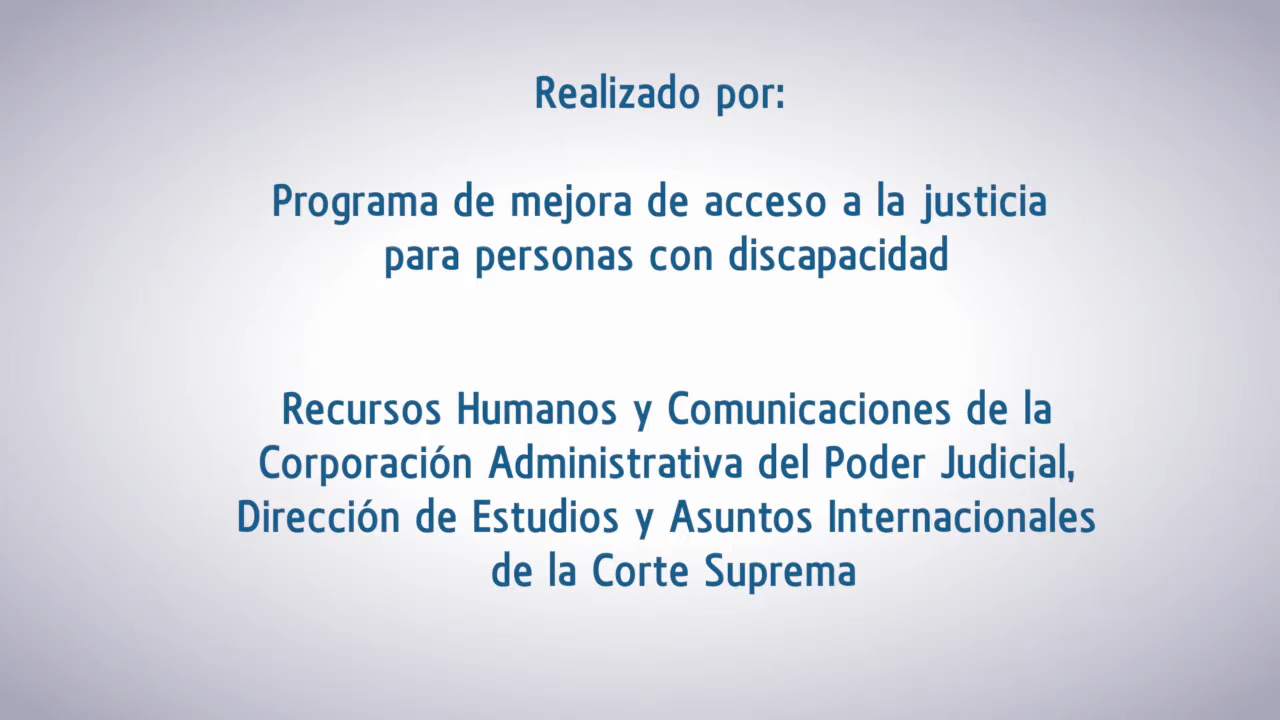 Realizado por:
Programa de mejora de acceso a la justicia
para personas con discapacidad
Recursos Humanos y Comunicaciones de la
Corporación Administrativa del Poder Judicial,
Dirección de Estudios y Asuntos Internacionales
de la Corte Suprema